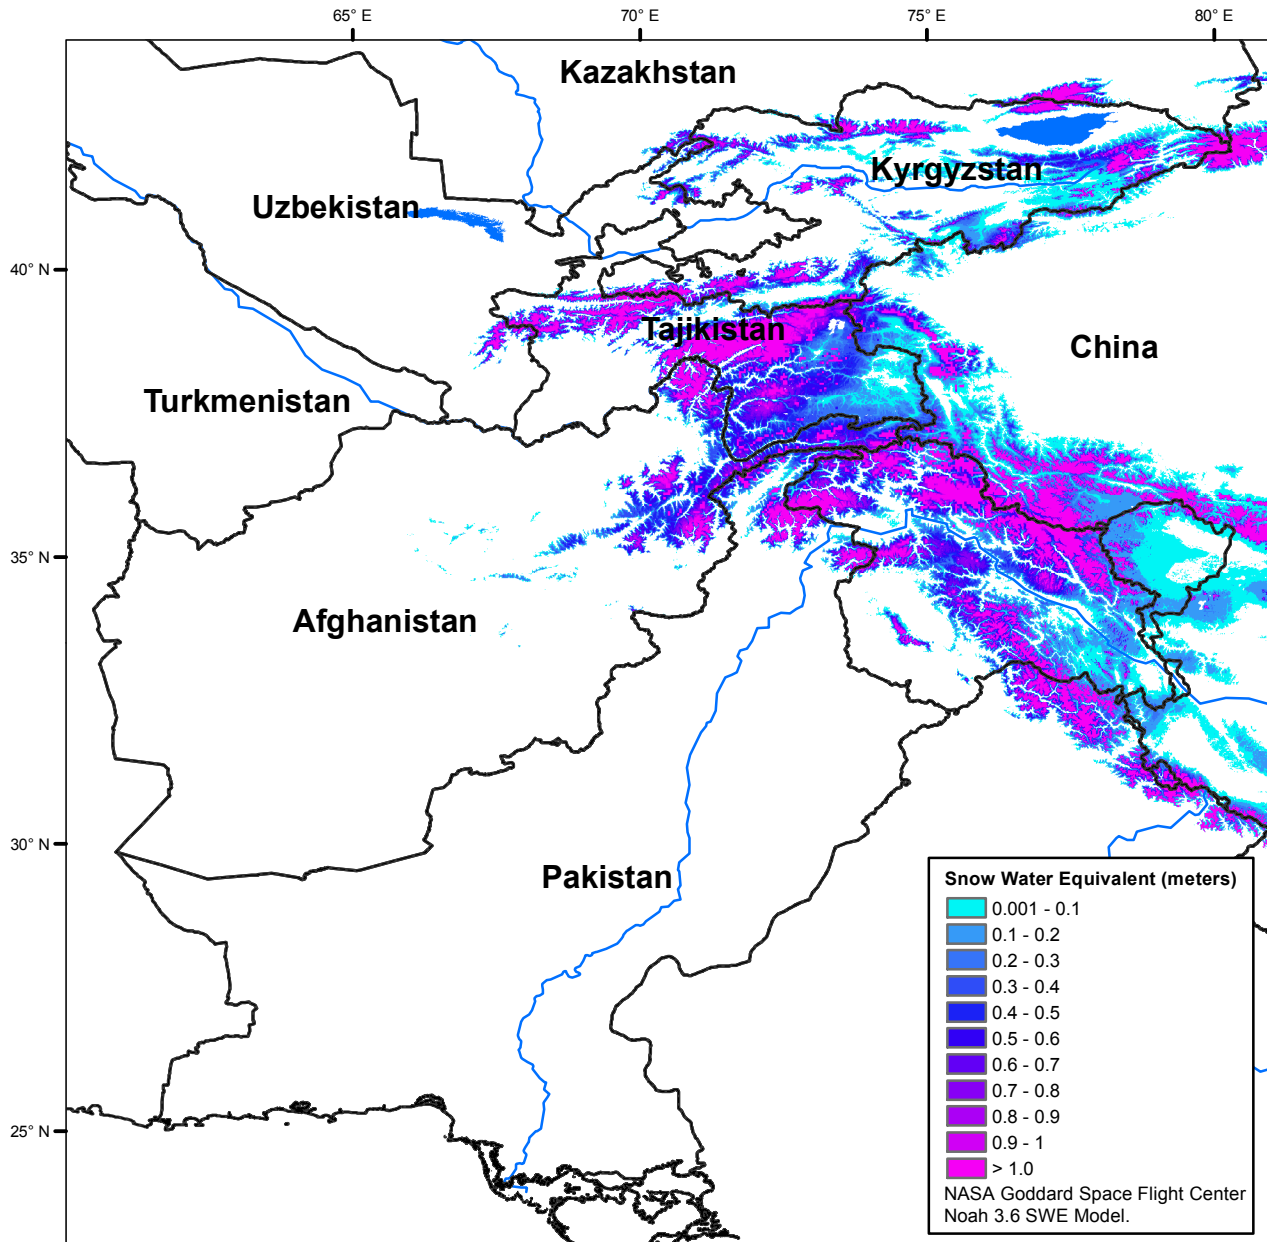 65° E
70° E
75° E
80° E
Kazakhstan
Kyrgyzstan
Uzbekistan
40° N
Tajikistan
China
Turkmenistan
35° N
Afghanistan
30° N
Pakistan
25° N
Snow Water Equivalent (meters)
0.001 - 0.1
0.1 - 0.2
0.2 - 0.3
0.3 - 0.4
0.4 - 0.5
0.5 - 0.6
0.6 - 0.7
0.7 - 0.8
0.8 - 0.9
0.9 - 1
> 1.0
NASA Goddard Space Flight Center
Noah 3.6 SWE Model.